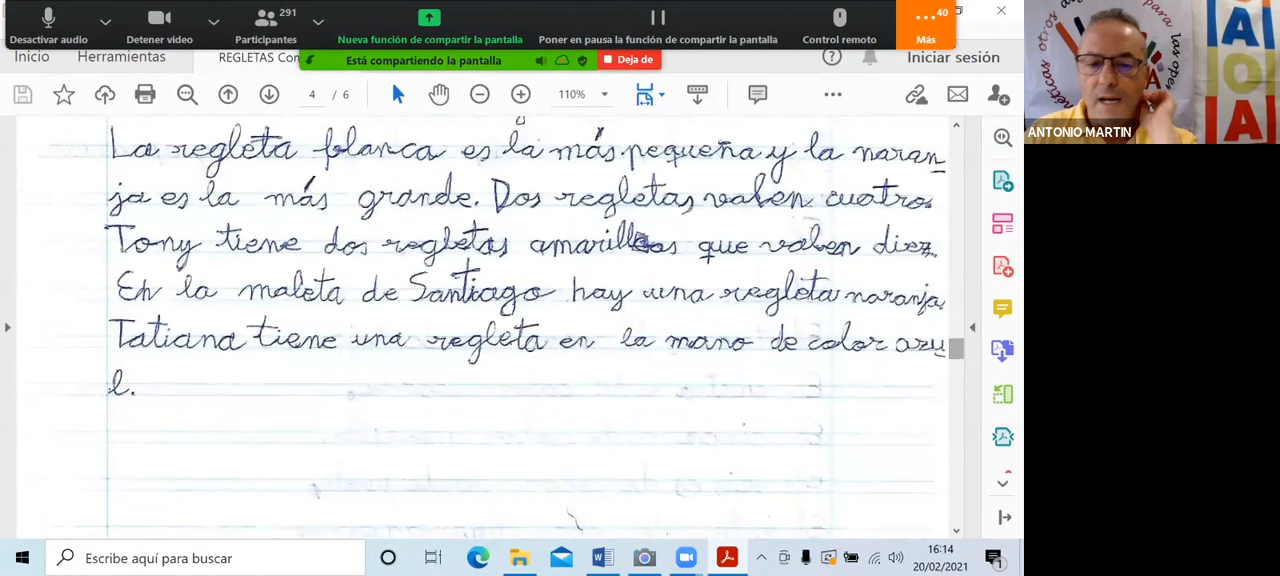 Desactivar audio
Detener video
291
Participantes
Nueva función de compartir la pantalla
Poner en pausa la función de compartir la pantalla
Control remoto
40
Más
Está compartiendo la pantalla
Deja de
Inicio
Herramientas
REGLETAS Con
Iniciar sesión
4 / 6
110%
La regleta blanca es la más pequeña y la naran
ja es la más grande. Dos regletas valen cuatro.
Tony tiene dos regletas amarillas que valen diez.
En la maleta de Santiago hay una regleta naranja.
Tatiana tiene una regleta en la mano de color azu
l.
ANTONIO MARTIN
para
otros
las
Escribe aquí para buscar
16:14
20/02/2021
1